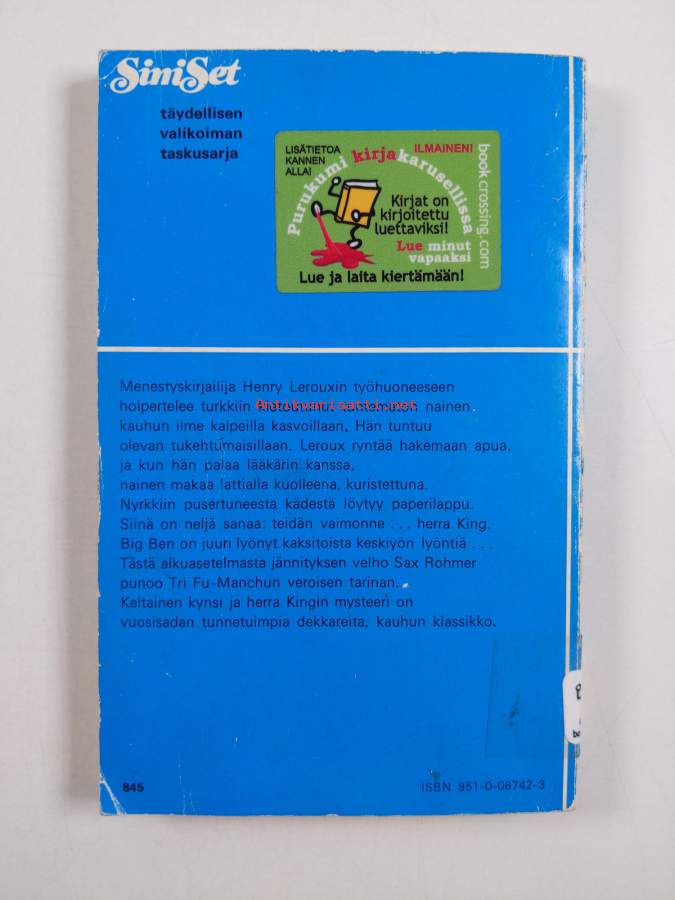 SiniSet
täydellisen
valikoiman
taskusarja
LISÄTIETOA
KANNEN
ALLA!
ILMAINEN!
Purukumi kirjakarusellissa
bookcrossing.com
Kirjat on
kirjoitettu
luettaviksi!
Lue minut
vapaaksi
Lue ja laita kiertämään!
Menestyskirjailija Henry Lerouxin työhuoneeseen
hoipertelee turkkiin nainen,
Antikvariaatti.net
kauhun ilme kalpeilla kasvoillaan. Hän tuntuu
olevan tukehtumaisillaan. Leroux ryntää hakemaan apua,
ja kun hän palaa lääkärin kanssa,
nainen makaa lattialla kuolleena, kuristettuna.
Nyrkkiin pusertuneesta kädestä löytyy paperilappu.
Siinä on neljä sanaa: teidän vaimonne . . . herra King.
Big Ben on juuri lyönyt kaksitoista keskiyön lyöntiä . . .
Tästä alkuasetelmasta jännityksen velho Sax Rohmer
punoo Tri Fu-Manchun veroisen tarinan.
Keltainen kynsi ja herra Kingin mysteeri on
vuosisadan tunnetuimpia dekkareita, kauhun klassikko.
845
ISBN 951-0-06742-3